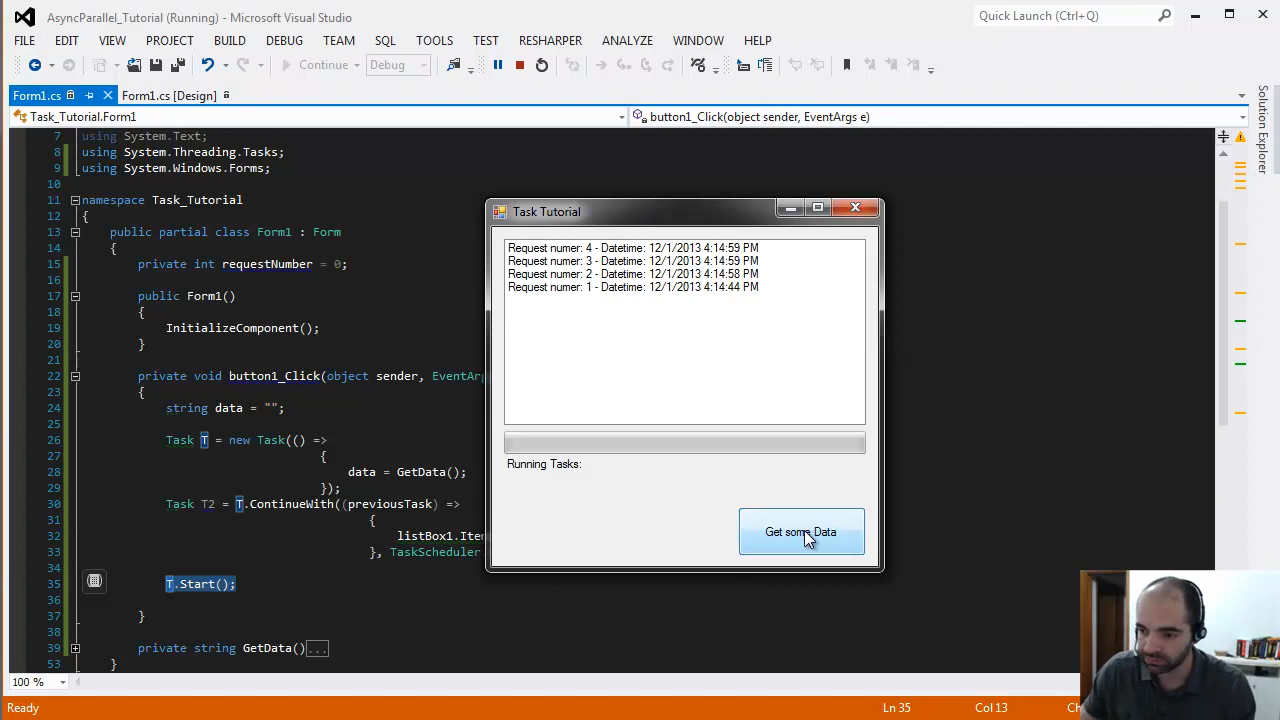 AsyncParallel_Tutorial (Running) - Microsoft Visual Studio
Quick Launch (Ctrl+Q)
FILE EDIT VIEW PROJECT BUILD DEBUG TEAM SQL TOOLS TEST RESHARPER ANALYZE WINDOW HELP
Continue Debug
Form1.cs Form1.cs [Design]
Task_Tutorial.Form1 button1_Click(object sender, EventArgs e)
Solution Explorer
7 using System.Text;
8 using System.Threading.Tasks;
9 using System.Windows.Forms;
10
11 namespace Task_Tutorial
12 {
13 public partial class Form1 : Form
14 {
15 private int requestNumber = 0;
16
17 public Form1()
18 {
19 InitializeComponent();
20 }
21
22 private void button1_Click(object sender, EventArg
23 {
24 string data = "";
25
26 Task T = new Task(() =>
27 {
28 data = GetData();
29 });
30 Task T2 = T.ContinueWith((previousTask) =>
31 {
32 listBox1.Item
33 }, TaskScheduler
34
35 T.Start();
36
37 }
38
39 private string GetData()...
53 }
Task Tutorial
Request numer: 4 - Datetime: 12/1/2013 4:14:59 PM
Request numer: 3 - Datetime: 12/1/2013 4:14:59 PM
Request numer: 2 - Datetime: 12/1/2013 4:14:58 PM
Request numer: 1 - Datetime: 12/1/2013 4:14:44 PM
Running Tasks:
Get some Data
100 %
Ready Ln 35 Col 13 Ch